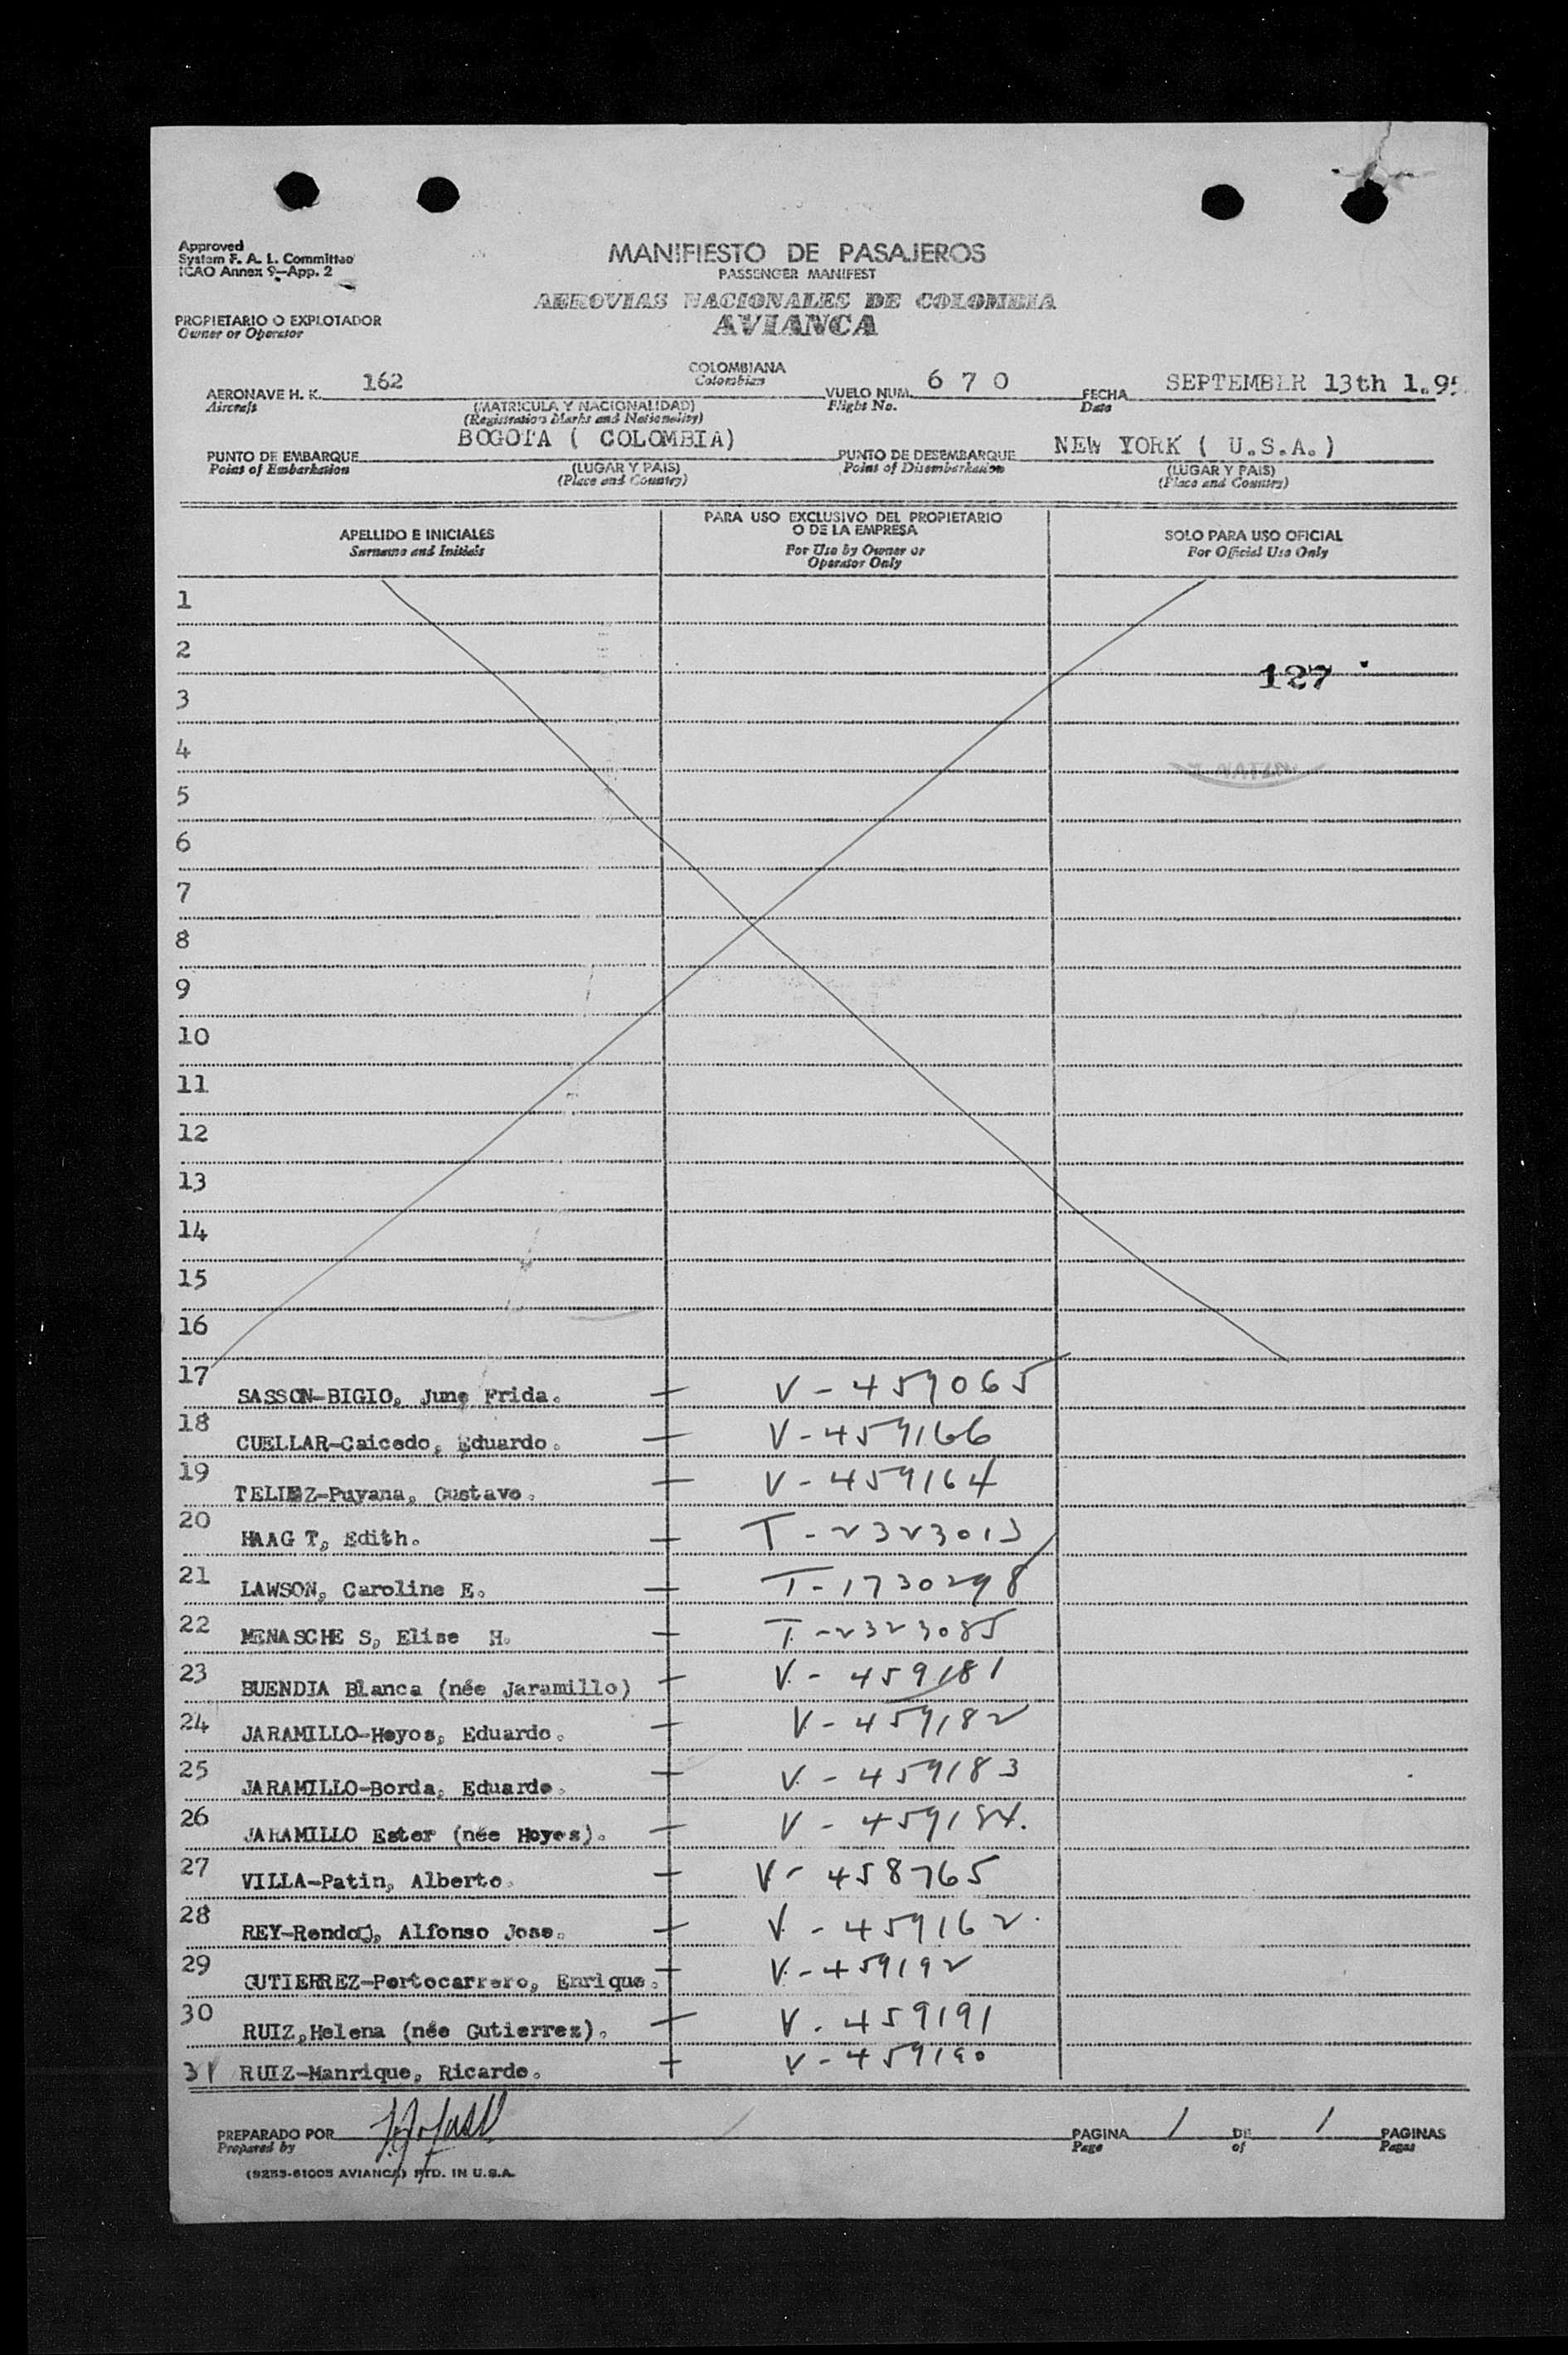 Approved
System F. A. L. Committee
ICAO Annex 9—App. 2
MANIFIESTO DE PASAJEROS
PASSENGER MANIFEST
AEROVIAS NACIONALES DE COLOMBIA
AVIANCA
PROPIETARIO O EXPLOTADOR
Owner or Operator
AERONAVE H. K. 162 COLOMBIANA VUELO NUM. 6 7 0 FECHA SEPTEMBER 13th 1.95
Aircraft Colombian Flight No. Date
(MATRICULA Y NACIONALIDAD)
(Registration Marks and Nationality)
PUNTO DE EMBARQUE BOGOTA ( COLOMBIA) PUNTO DE DESEMBARQUE NEW YORK ( U.S.A.)
Point of Embarkation (LUGAR Y PAIS) Point of Disembarkation (LUGAR Y PAIS)
(Place and Country) (Place and Country)
APELLIDO E INICIALES PARA USO EXCLUSIVO DEL PROPIETARIO O DE LA EMPRESA SOLO PARA USO OFICIAL
Surname and Initials For Use by Owner or Operator Only For Official Use Only
1
2
127
3
4
5
6
7
8
9
10
11
12
13
14
15
16
17 SASSON-BIGIO, June Frida. — V - 459065
18 CUELLAR-Caicedo, Eduardo. — V - 459166
19 TELLEZ-Puyana, Gustavo. — V - 459164
20 HAAG T, Edith. — T - 2323013
21 LAWSON, Caroline E. — T - 1730298
22 MENASCHE S, Elise H. — T - 2323085
23 BUENDIA Blanca (née Jaramillo) — V - 459181
24 JARAMILLO-Hoyos, Eduardo. — V - 459182
25 JARAMILLO-Borda, Eduardo. — V - 459183
26 JARAMILLO Ester (née Hoyos). — V - 459184.
27 VILLA-Patin, Alberto. — V - 458765
28 REY-Rendon, Alfonso Jose. — V - 459162.
29 GUTIERREZ-Portocarrero, Enrique. — V - 459192
30 RUIZ,Helena (née Gutierrez). — V - 459191
31 RUIZ-Manrique, Ricardo. — V - 459190
PREPARADO POR PAGINA 1 DE 1 PAGINAS
Prepared by Page of Pages
(S253-61005 AVIANCA) PTD. IN U.S.A.